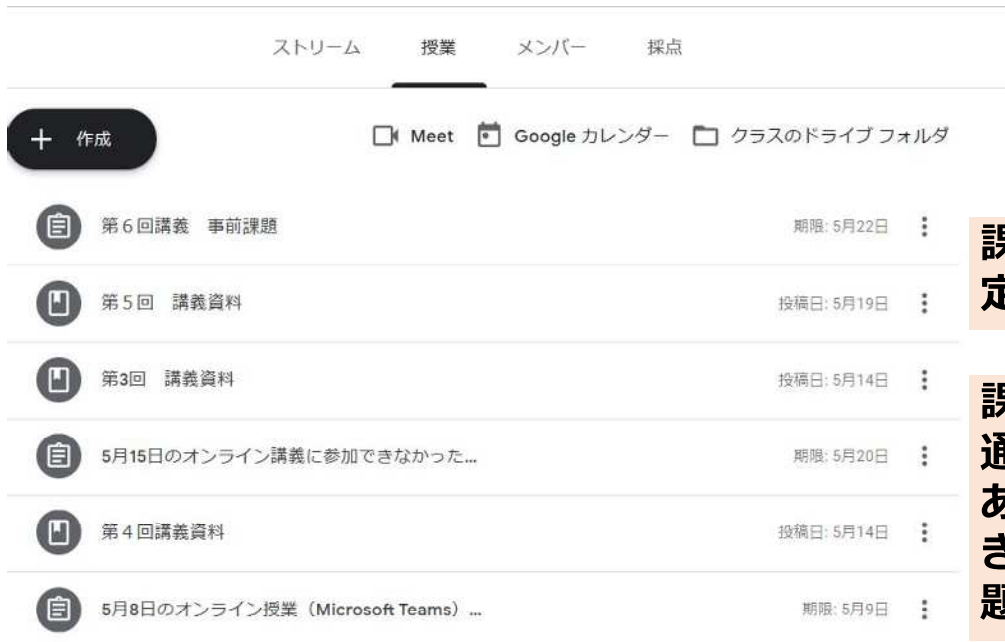 ストリーム 授業 メンバー 採点
作成 Meet Google カレンダー クラスのドライブ フォルダ
第６回講義　事前課題 期限: 5月22日
第５回　講義資料 投稿日: 5月19日
第3回　講義資料 投稿日: 5月14日
5月15日のオンライン講義に参加できなかった... 期限: 5月20日
第４回講義資料 投稿日: 5月14日
5月8日のオンライン授業（Microsoft Teams）... 期限: 5月9日
課
定
課
通
あ
き
題